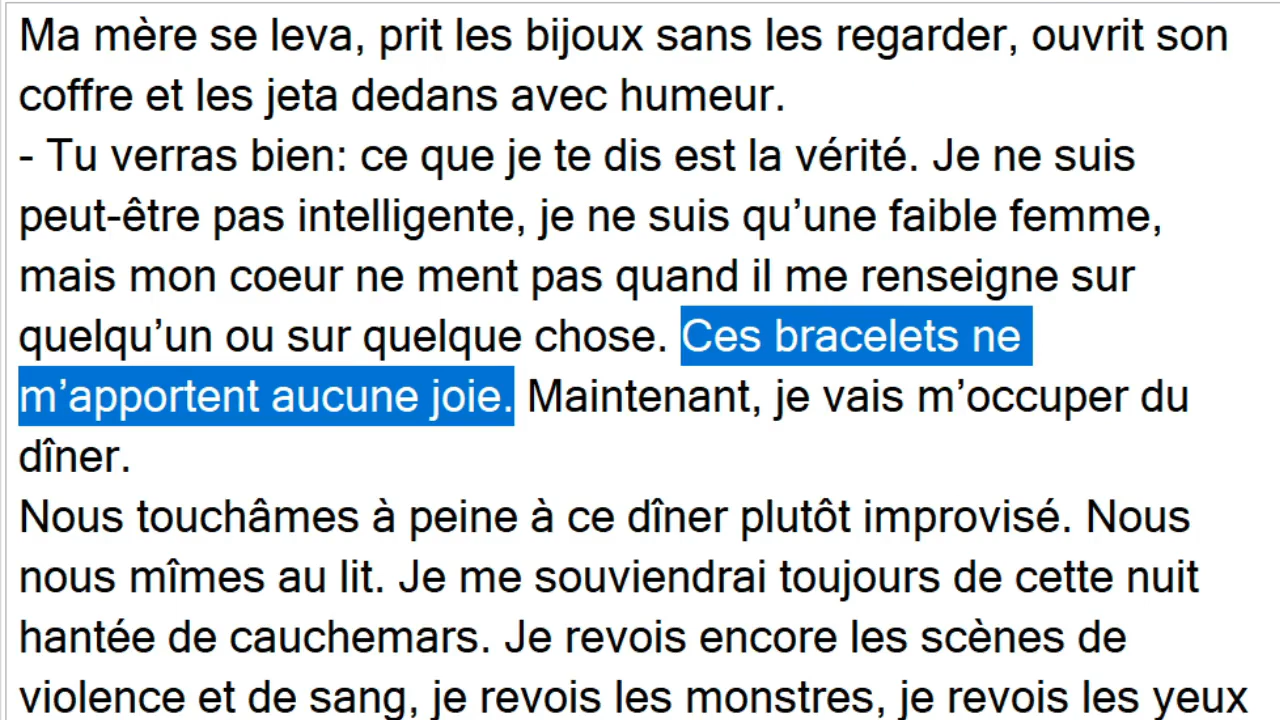 Ma mère se leva, prit les bijoux sans les regarder, ouvrit son
coffre et les jeta dedans avec humeur.
- Tu verras bien: ce que je te dis est la vérité. Je ne suis
peut-être pas intelligente, je ne suis qu’une faible femme,
mais mon coeur ne ment pas quand il me renseigne sur
quelqu’un ou sur quelque chose. Ces bracelets ne
m’apportent aucune joie. Maintenant, je vais m’occuper du
dîner.
Nous touchâmes à peine à ce dîner plutôt improvisé. Nous
nous mîmes au lit. Je me souviendrai toujours de cette nuit
hantée de cauchemars. Je revois encore les scènes de
violence et de sang, je revois les monstres, je revois les yeux